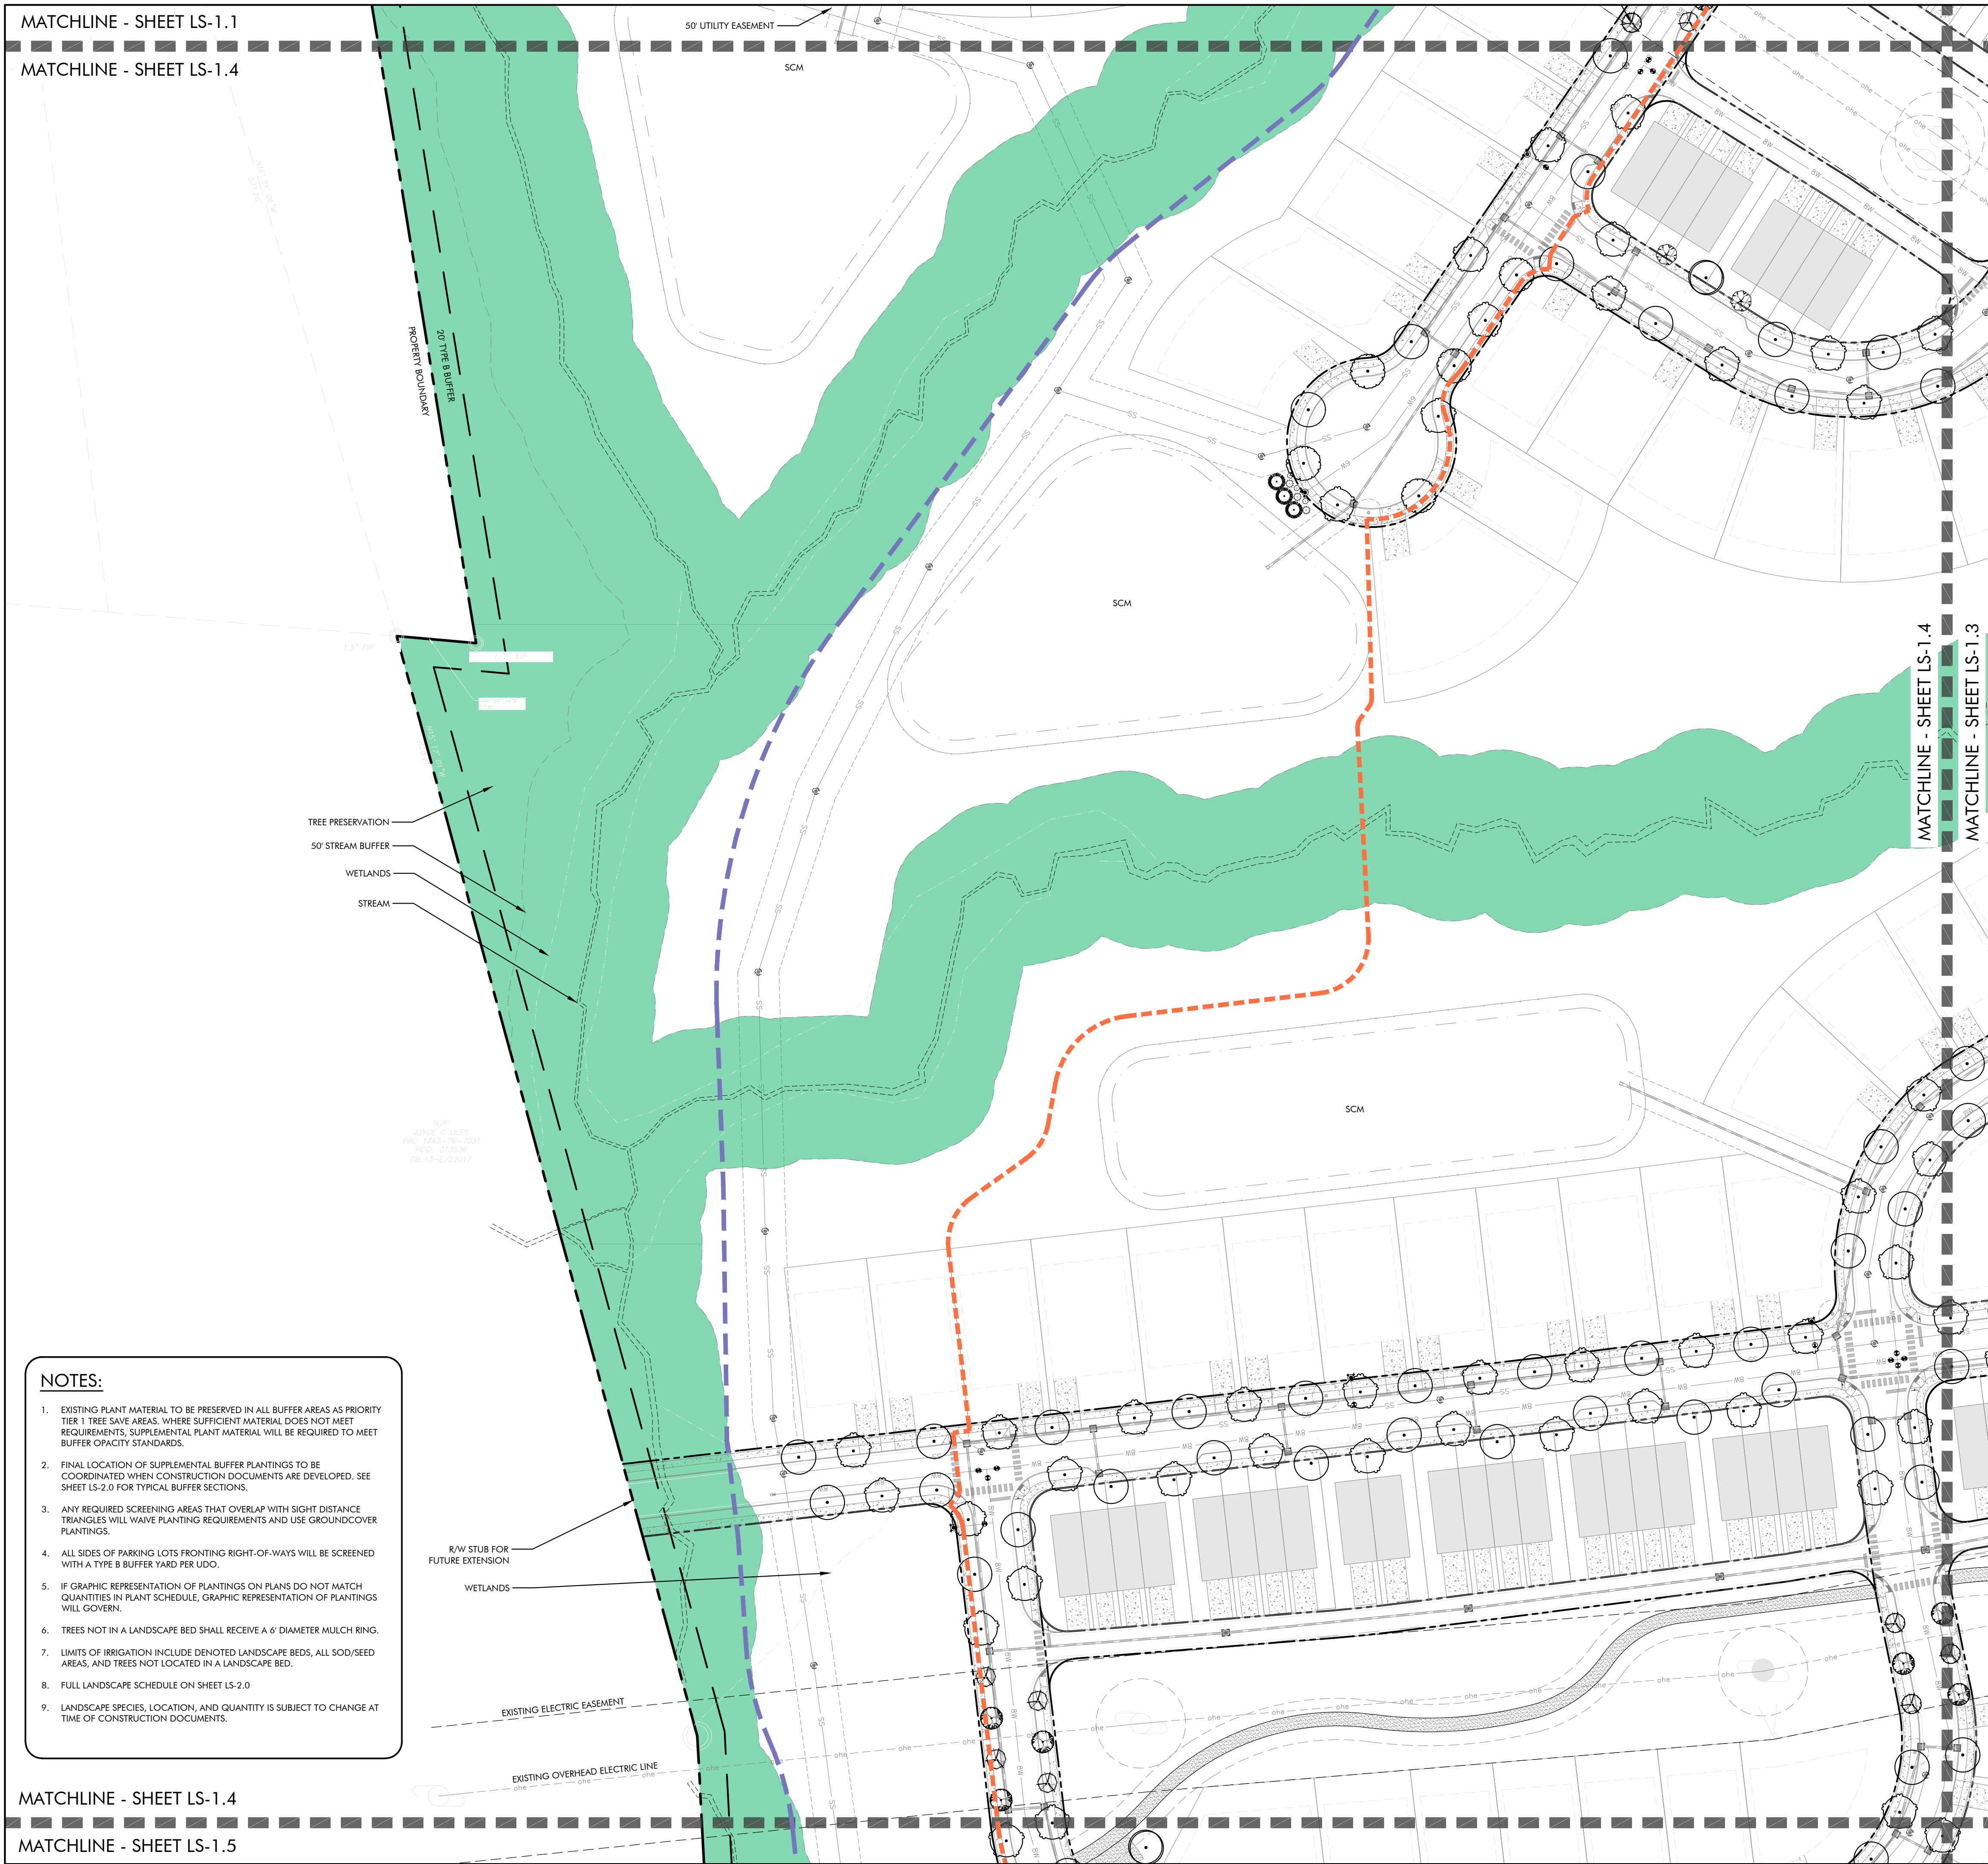 MATCHLINE - SHEET LS-1.1
MATCHLINE - SHEET LS-1.4
50' UTILITY EASEMENT
SCM
PROPERTY BOUNDARY
20' TYPE B BUFFER
SCM
MATCHLINE - SHEET LS-1.4
MATCHLINE - SHEET LS-1.3
TREE PRESERVATION
50' STREAM BUFFER
WETLANDS
STREAM
SCM
NOTES:
1. EXISTING PLANT MATERIAL TO BE PRESERVED IN ALL BUFFER AREAS AS PRIORITY
TIER 1 TREE SAVE AREAS. WHERE SUFFICIENT MATERIAL DOES NOT MEET
REQUIREMENTS, SUPPLEMENTAL PLANT MATERIAL WILL BE REQUIRED TO MEET
BUFFER OPACITY STANDARDS.
2. FINAL LOCATION OF SUPPLEMENTAL BUFFER PLANTINGS TO BE
COORDINATED WHEN CONSTRUCTION DOCUMENTS ARE DEVELOPED. SEE
SHEET LS-2.0 FOR TYPICAL BUFFER SECTIONS.
3. ANY REQUIRED SCREENING AREAS THAT OVERLAP WITH SIGHT DISTANCE
TRIANGLES WILL WAIVE PLANTING REQUIREMENTS AND USE GROUNDCOVER
PLANTINGS.
4. ALL SIDES OF PARKING LOTS FRONTING RIGHT-OF-WAYS WILL BE SCREENED
WITH A TYPE B BUFFER YARD PER UDO.
5. IF GRAPHIC REPRESENTATION OF PLANTINGS ON PLANS DO NOT MATCH
QUANTITIES IN PLANT SCHEDULE, GRAPHIC REPRESENTATION OF PLANTINGS
WILL GOVERN.
6. TREES NOT IN A LANDSCAPE BED SHALL RECEIVE A 6' DIAMETER MULCH RING.
7. LIMITS OF IRRIGATION INCLUDE DENOTED LANDSCAPE BEDS, ALL SOD/SEED
AREAS, AND TREES NOT LOCATED IN A LANDSCAPE BED.
8. FULL LANDSCAPE SCHEDULE ON SHEET LS-2.0
9. LANDSCAPE SPECIES, LOCATION, AND QUANTITY IS SUBJECT TO CHANGE AT
TIME OF CONSTRUCTION DOCUMENTS.
R/W STUB FOR
FUTURE EXTENSION
WETLANDS
EXISTING ELECTRIC EASEMENT
EXISTING OVERHEAD ELECTRIC LINE
ohe
MATCHLINE - SHEET LS-1.4
MATCHLINE - SHEET LS-1.5